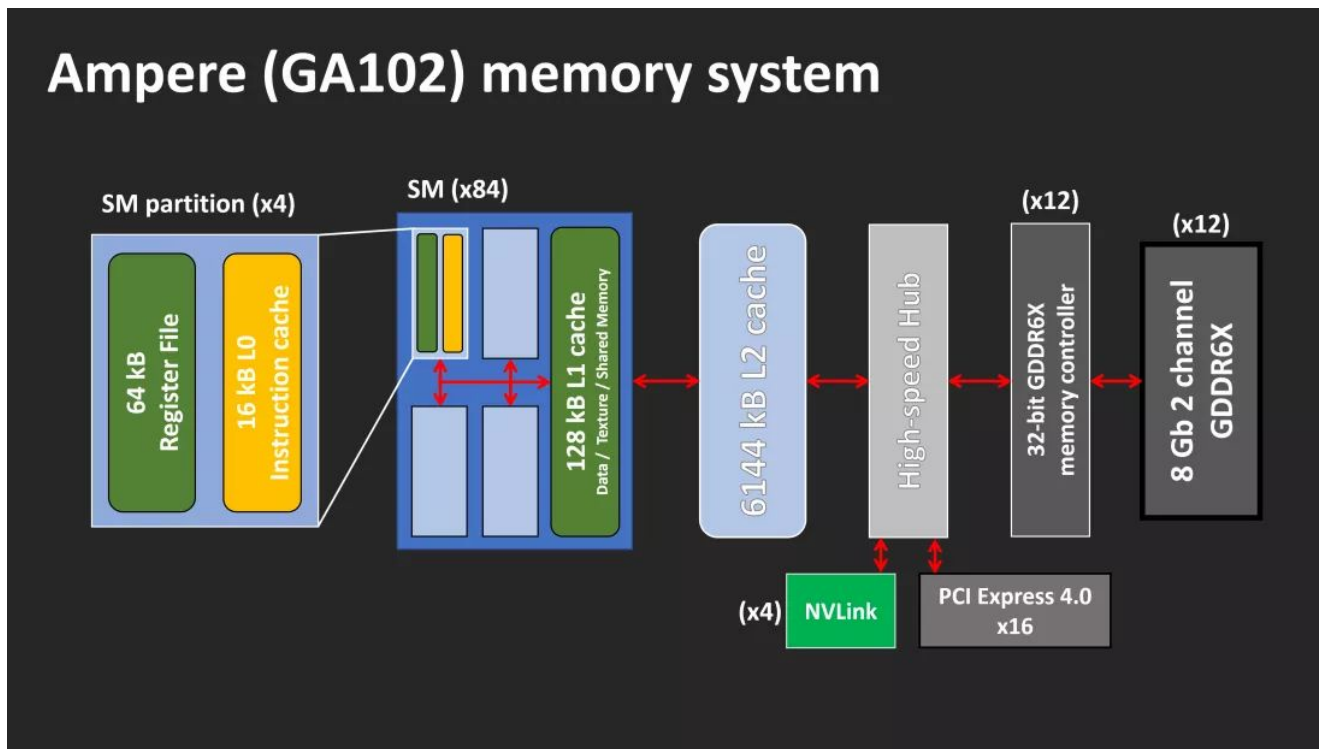 Ampere (GA102) memory system
SM partition (x4)
64 kB
Register File
16 kB L0
Instruction cache
SM (x84)
128 kB L1 cache
Data / Texture / Shared Memory
6144 kB L2 cache
High-speed Hub
(x12)
32-bit GDDR6X
memory controller
(x12)
8 Gb 2 channel
GDDR6X
(x4)
NVLink
PCI Express 4.0
x16